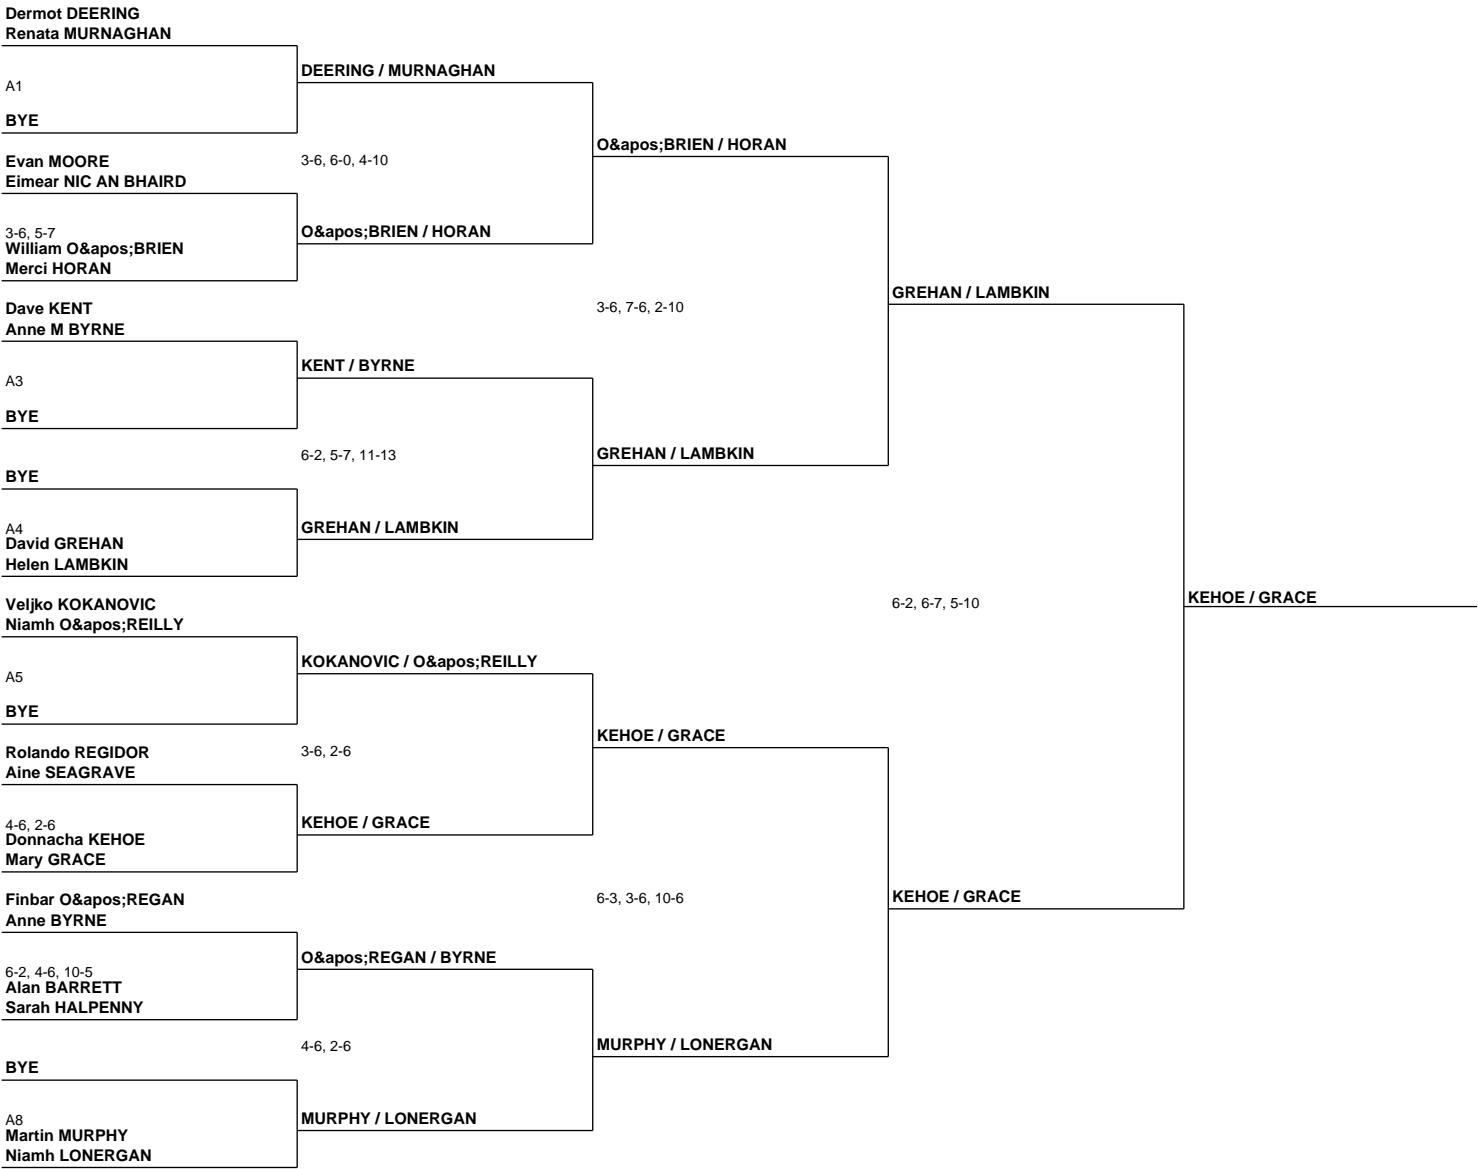 Dermot DEERING
Renata MURNAGHAN
DEERING / MURNAGHAN
A1
BYE
O&apos;BRIEN / HORAN
Evan MOORE
3-6, 6-0, 4-10
Eimear NIC AN BHAIRD
3-6, 5-7
O&apos;BRIEN / HORAN
William O&apos;BRIEN
Merci HORAN
GREHAN / LAMBKIN
Dave KENT
3-6, 7-6, 2-10
Anne M BYRNE
KENT / BYRNE
A3
BYE
6-2, 5-7, 11-13
GREHAN / LAMBKIN
BYE
A4
GREHAN / LAMBKIN
David GREHAN
Helen LAMBKIN
Veljko KOKANOVIC
6-2, 6-7, 5-10
KEHOE / GRACE
Niamh O&apos;REILLY
KOKANOVIC / O&apos;REILLY
A5
BYE
KEHOE / GRACE
Rolando REGIDOR
3-6, 2-6
Aine SEAGRAVE
4-6, 2-6
KEHOE / GRACE
Donnacha KEHOE
Mary GRACE
Finbar O&apos;REGAN
6-3, 3-6, 10-6
KEHOE / GRACE
Anne BYRNE
O&apos;REGAN / BYRNE
6-2, 4-6, 10-5
Alan BARRETT
Sarah HALPENNY
4-6, 2-6
MURPHY / LONERGAN
BYE
A8
MURPHY / LONERGAN
Martin MURPHY
Niamh LONERGAN